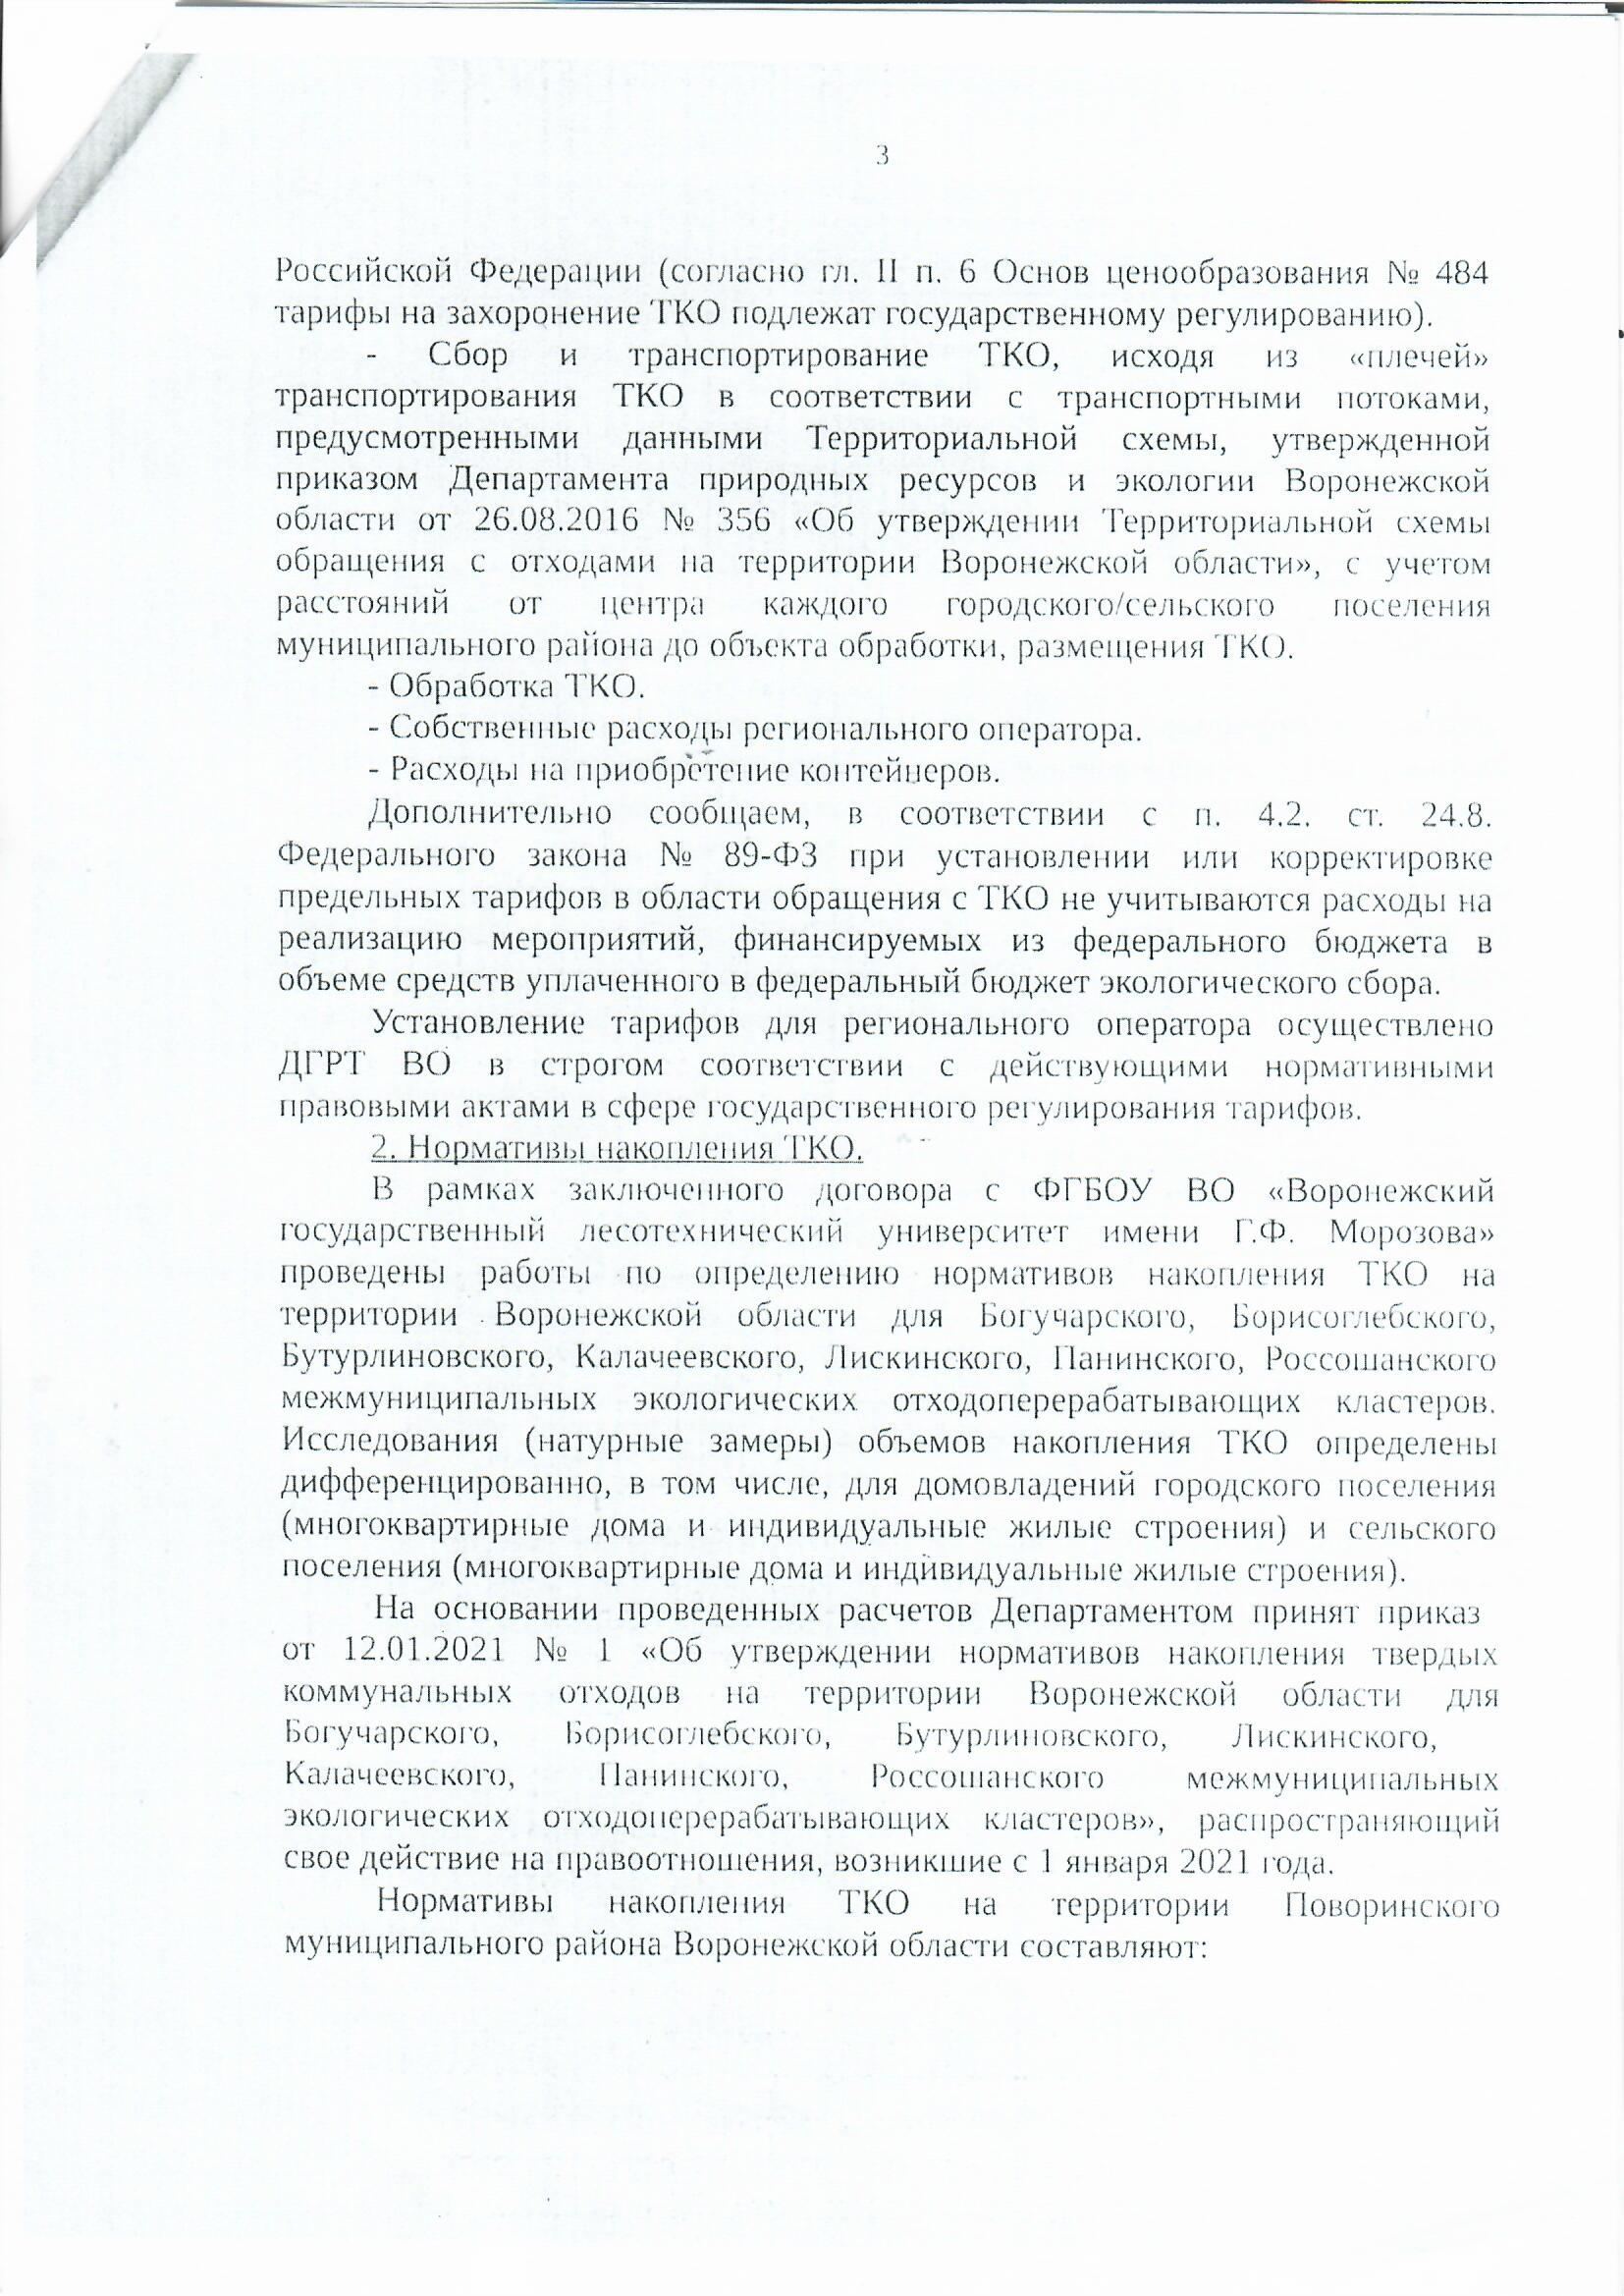 3
Российской Федерации (согласно гл. II п. 6 Основ ценообразования № 484
тарифы на захоронение ТКО подлежат государственному регулированию).
- Сбор и транспортирование ТКО, исходя из «плечей»
транспортирования ТКО в соответствии с транспортными потоками,
предусмотренными данными Территориальной схемы, утвержденной
приказом Департамента природных ресурсов и экологии Воронежской
области от 26.08.2016 № 356 «Об утверждении Территориальной схемы
обращения с отходами на территории Воронежской области», с учетом
расстояний от центра каждого городского/сельского поселения
муниципального района до объекта обработки, размещения ТКО.
- Обработка ТКО.
- Собственные расходы регионального оператора.
- Расходы на приобретение контейнеров.
Дополнительно сообщаем, в соответствии с п. 4.2. ст. 24.8.
Федерального закона № 89-ФЗ при установлении или корректировке
предельных тарифов в области обращения с ТКО не учитываются расходы на
реализацию мероприятий, финансируемых из федерального бюджета в
объеме средств уплаченного в федеральный бюджет экологического сбора.
Установление тарифов для регионального оператора осуществлено
ДГРТ ВО в строгом соответствии с действующими нормативными
правовыми актами в сфере государственного регулирования тарифов.
2. Нормативы накопления ТКО.
В рамках заключенного договора с ФГБОУ ВО «Воронежский
государственный лесотехнический университет имени Г.Ф. Морозова»
проведены работы по определению нормативов накопления ТКО на
территории Воронежской области для Богучарского, Борисоглебского,
Бутурлиновского, Калачеевского, Лискинского, Панинского, Россошанского
межмуниципальных экологических отходоперерабатывающих кластеров.
Исследования (натурные замеры) объемов накопления ТКО определены
дифференцированно, в том числе, для домовладений городского поселения
(многоквартирные дома и индивидуальные жилые строения) и сельского
поселения (многоквартирные дома и индивидуальные жилые строения).
На основании проведенных расчетов Департаментом принят приказ
от 12.01.2021 № 1 «Об утверждении нормативов накопления твердых
коммунальных отходов на территории Воронежской области для
Богучарского, Борисоглебского, Бутурлиновского, Лискинского,
Калачеевского, Панинского, Россошанского межмуниципальных
экологических отходоперерабатывающих кластеров», распространяющий
свое действие на правоотношения, возникшие с 1 января 2021 года.
Нормативы накопления ТКО на территории Поворинского
муниципального района Воронежской области составляют: